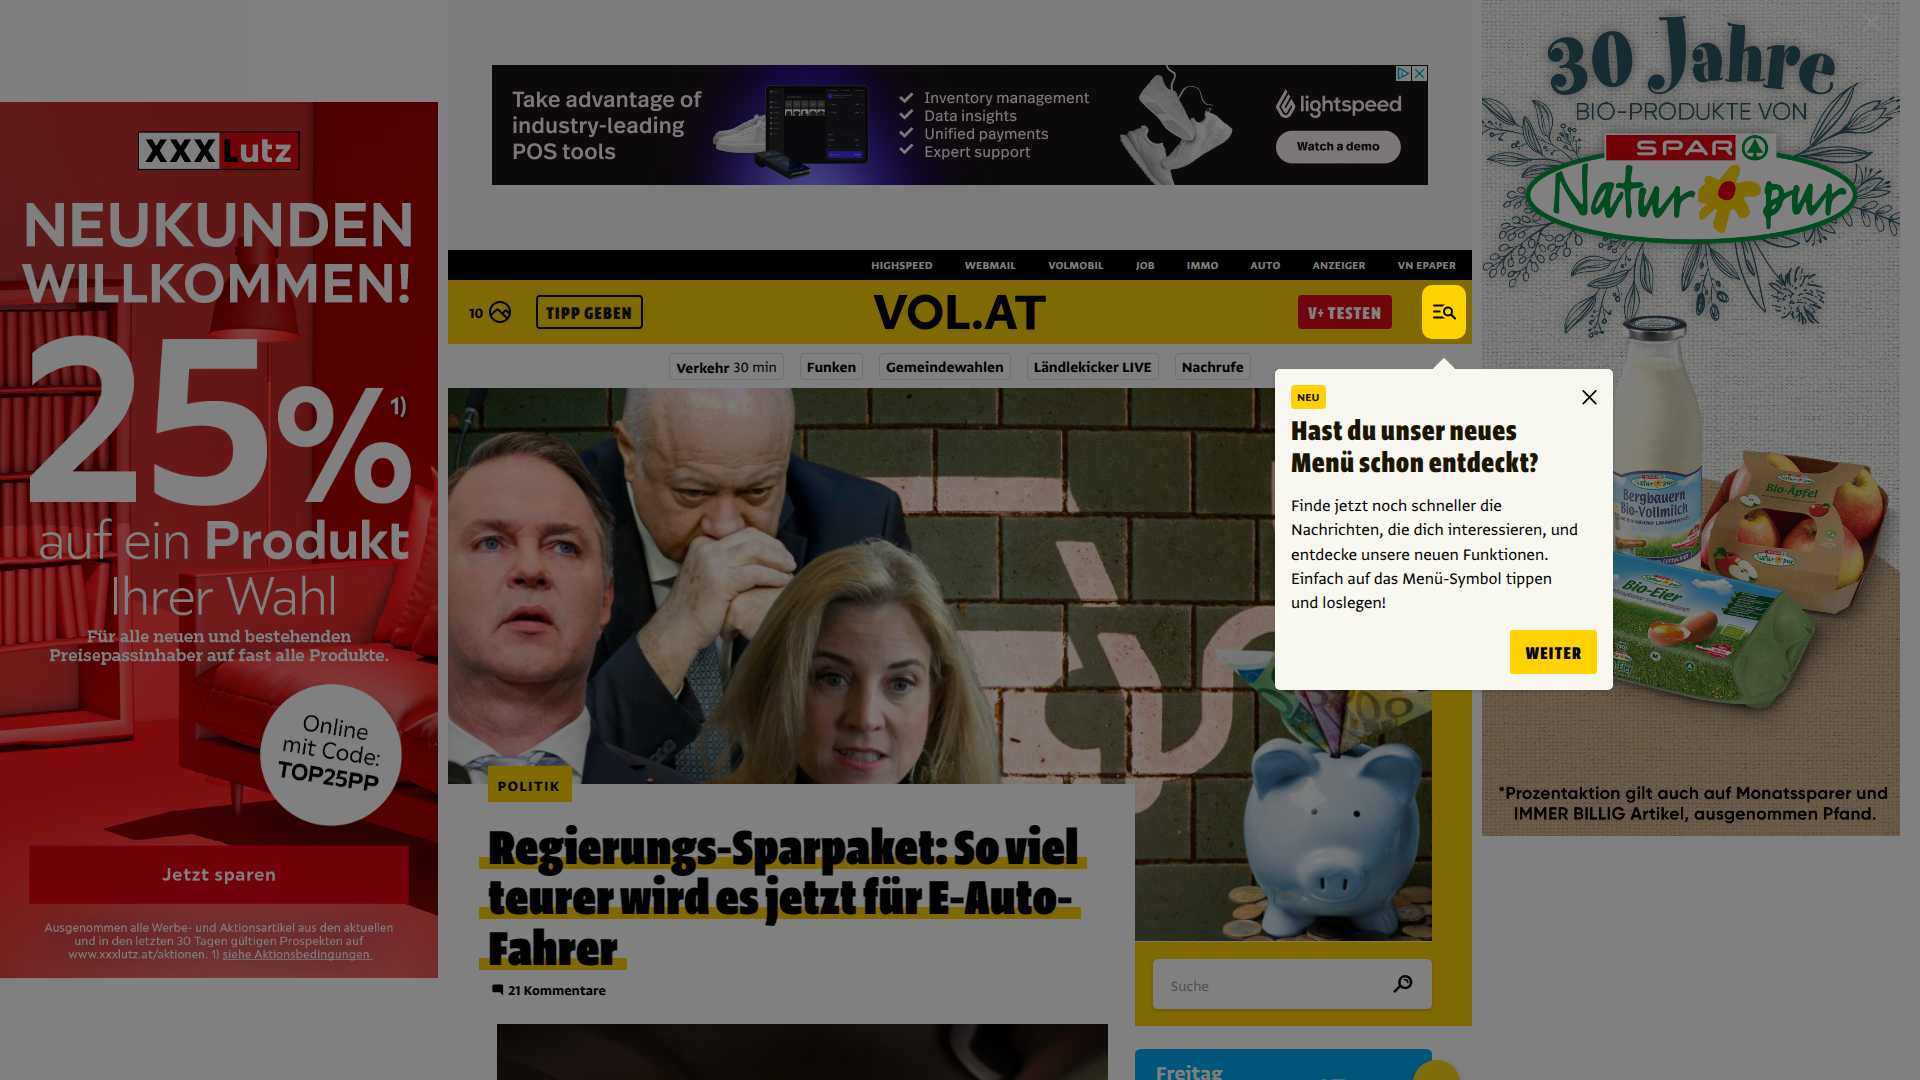 Take advantage of
industry-leading
POS tools
Inventory management
Data insights
Unified payments
Expert support
lightspeed
Watch a demo
30 Jahre
BIO-PRODUKTE VON
SPAR
Natur pur
XXXLutz
NEUKUNDEN
WILLKOMMEN!
25%1)
auf ein Produkt
Ihrer Wahl
Für alle neuen und bestehenden
Preisepassinhaber auf fast alle Produkte.
Online
mit Code:
TOP25PP
Jetzt sparen
Ausgenommen alle Werbe- und Aktionsartikel aus den aktuellen
und in den letzten 30 Tagen gültigen Prospekten auf
www.xxxlutz.at/aktionen. 1) siehe Aktionsbedingungen
HIGHSPEED WEBMAIL VOLMOBIL JOB IMMO AUTO ANZEIGER VN EPAPER
10 TIPP GEBEN VOL.AT V+ TESTEN
Verkehr 30 min Funken Gemeindewahlen Ländlekicker LIVE Nachrufe
NEU
Hast du unser neues
Menü schon entdeckt?
Finde jetzt noch schneller die
Nachrichten, die dich interessieren, und
entdecke unsere neuen Funktionen.
Einfach auf das Menü-Symbol tippen
und loslegen!
WEITER
Bergbauern
Bio-Vollmilch
Bio-Äpfel
Natur pur
Bio-Eier
*Prozentaktion gilt auch auf Monatssparer und
IMMER BILLIG Artikel, ausgenommen Pfand.
POLITIK
Regierungs-Sparpaket: So viel
teurer wird es jetzt für E-Auto-
Fahrer
21 Kommentare
Suche
Freitag